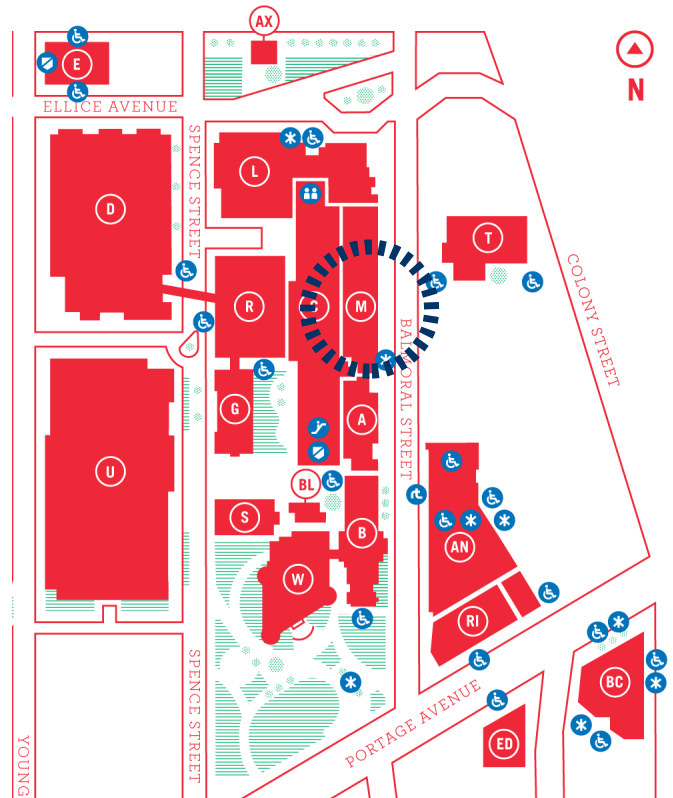 AX
E
N
ELLICE AVENUE
SPENCE STREET
L
D
T
COLONY STREET
R
C
M
BALMORAL STREET
G
A
U
BL
S
B
AN
W
RI
SPENCE STREET
BC
PORTAGE AVENUE
ED
YOUNG